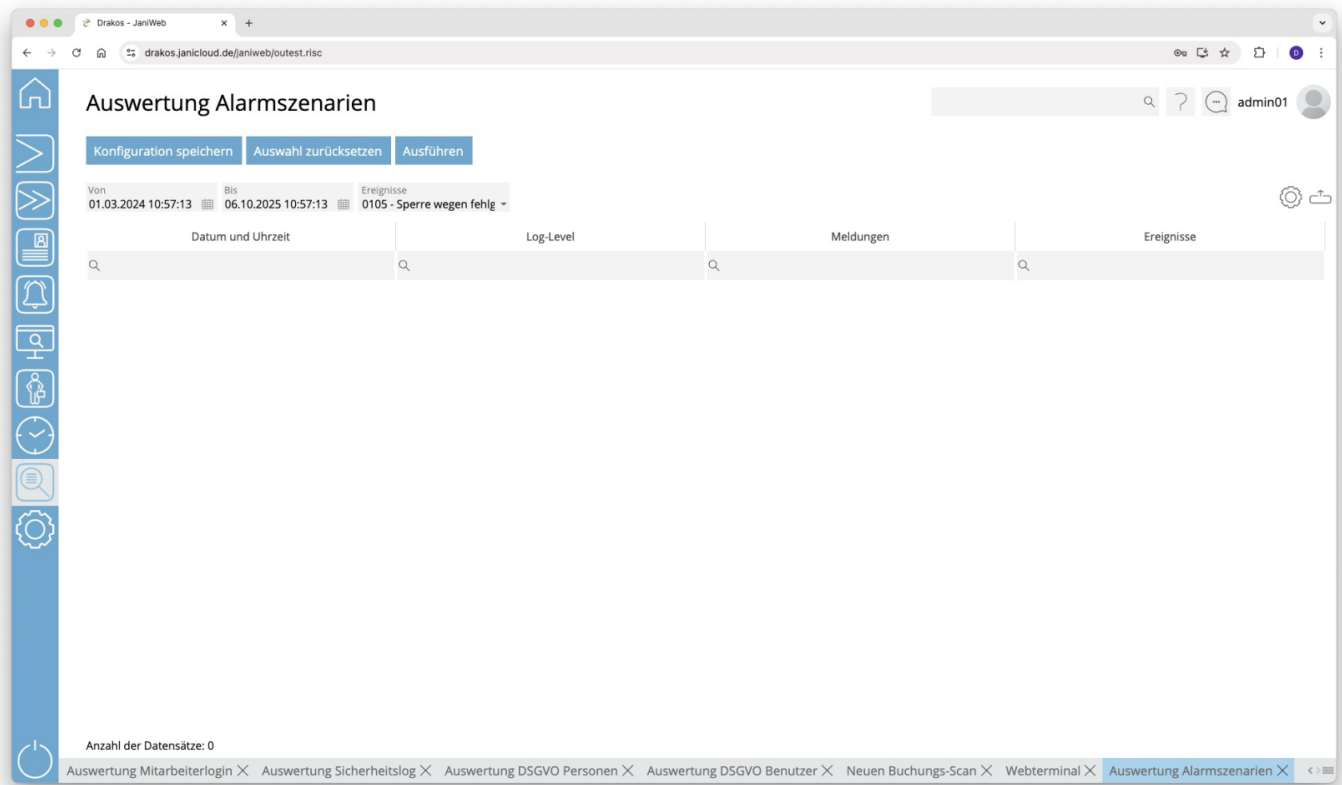 Drakos - JaniWeb
drakos.janicloud.de/janiweb/outest.risc
D
Auswertung Alarmszenarien
admin01
Konfiguration speichern Auswahl zurücksetzen Ausführen
Von Bis Ereignisse
01.03.2024 10:57:13 06.10.2025 10:57:13 0105 - Sperre wegen fehlg
Datum und Uhrzeit Log-Level Meldungen Ereignisse
Anzahl der Datensätze: 0
Auswertung Mitarbeiterlogin Auswertung Sicherheitslog Auswertung DSGVO Personen Auswertung DSGVO Benutzer Neuen Buchungs-Scan Webterminal Auswertung Alarmszenarien